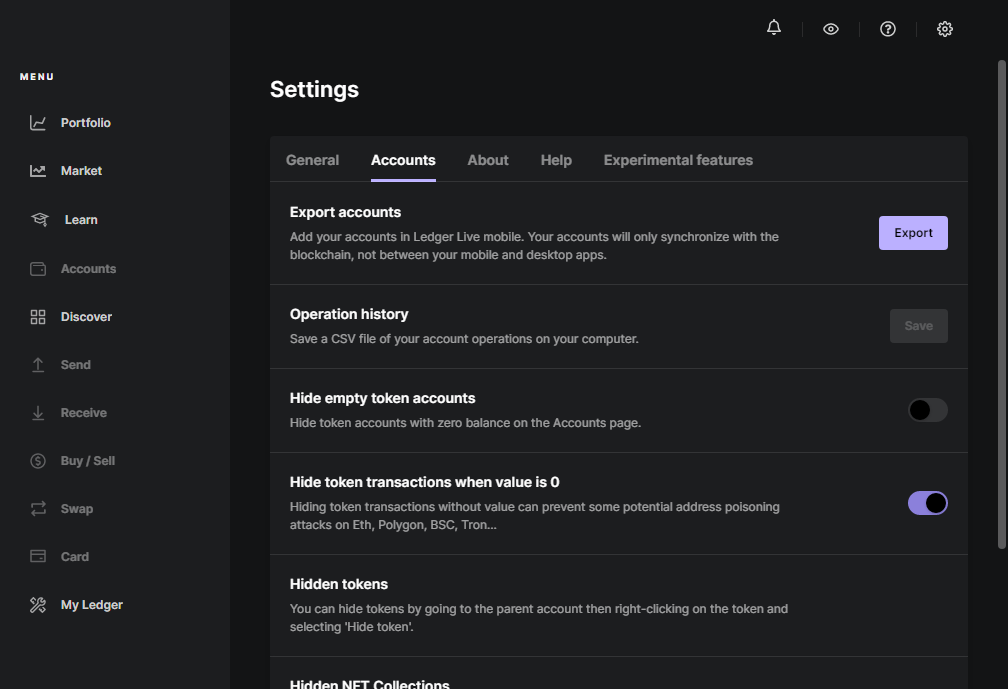 MENU
Portfolio
Market
Learn
Accounts
Discover
Send
Receive
Buy / Sell
Swap
Card
My Ledger
Settings
General Accounts About Help Experimental features
Export accounts
Add your accounts in Ledger Live mobile. Your accounts will only synchronize with the
blockchain, not between your mobile and desktop apps.
Export
Operation history
Save a CSV file of your account operations on your computer.
Save
Hide empty token accounts
Hide token accounts with zero balance on the Accounts page.
Hide token transactions when value is 0
Hiding token transactions without value can prevent some potential address poisoning
attacks on Eth, Polygon, BSC, Tron...
Hidden tokens
You can hide tokens by going to the parent account then right-clicking on the token and
selecting 'Hide token'.
Hidden NFT Collections